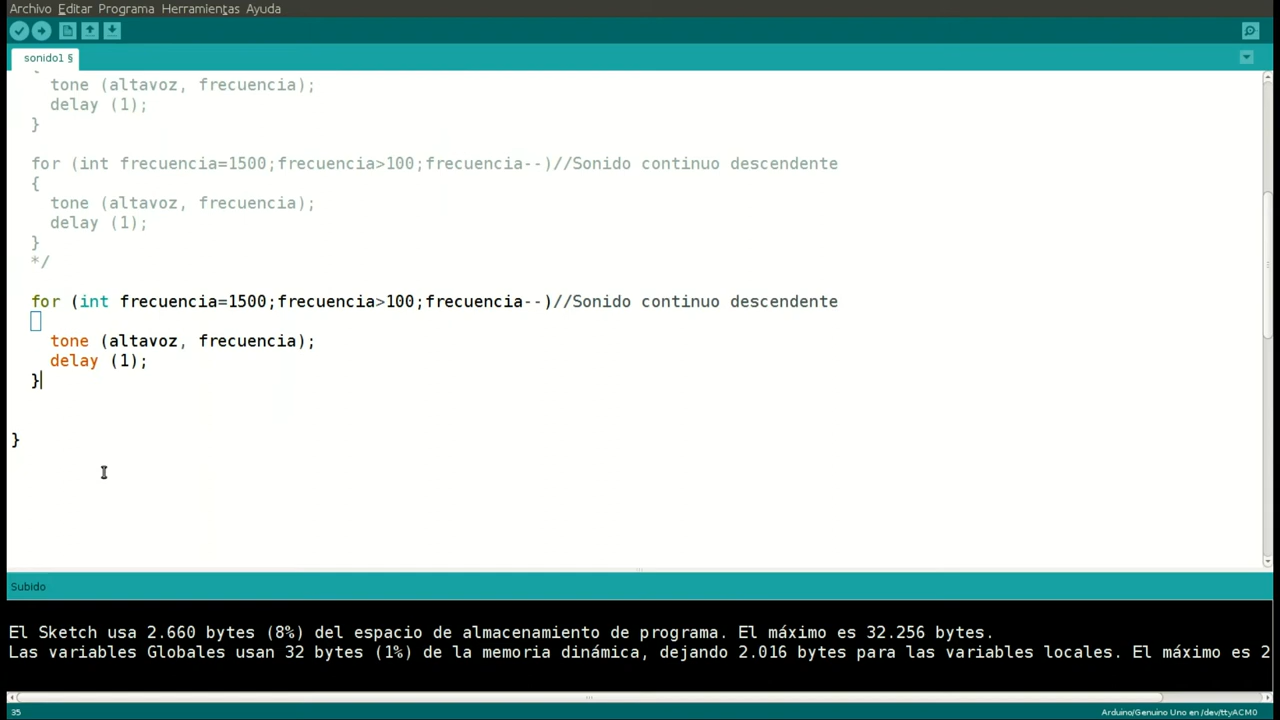 Archivo Editar Programa Herramientas Ayuda
sonido1 §
{
tone (altavoz, frecuencia);
delay (1);
}
for (int frecuencia=1500;frecuencia>100;frecuencia--)//Sonido continuo descendente
{
tone (altavoz, frecuencia);
delay (1);
}
*/
for (int frecuencia=1500;frecuencia>100;frecuencia--)//Sonido continuo descendente
tone (altavoz, frecuencia);
delay (1);
}
}
Subido
El Sketch usa 2.660 bytes (8%) del espacio de almacenamiento de programa. El máximo es 32.256 bytes.
Las variables Globales usan 32 bytes (1%) de la memoria dinámica, dejando 2.016 bytes para las variables locales. El máximo es 2
35
Arduino/Genuino Uno en /dev/ttyACM0